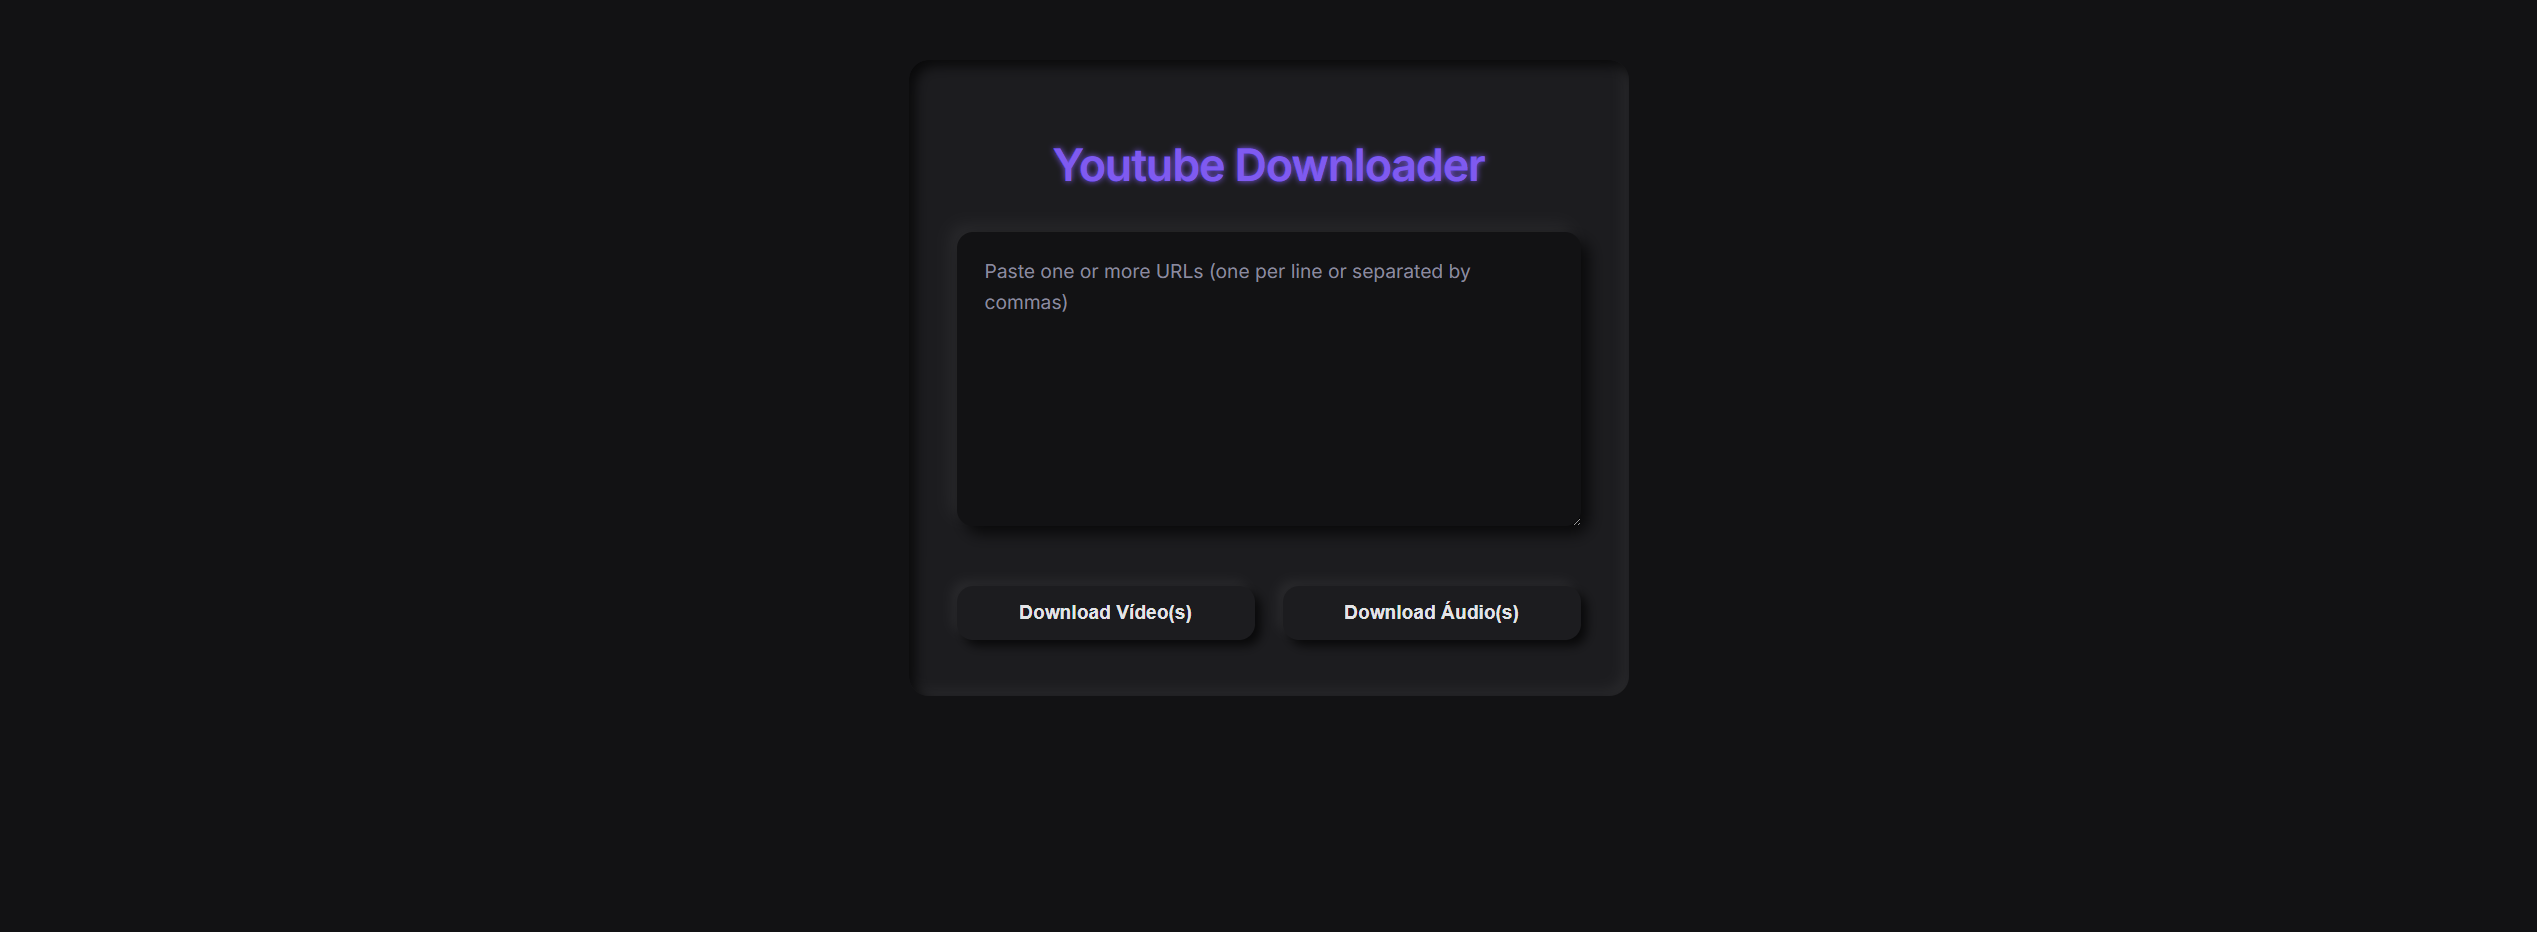 Youtube Downloader
Paste one or more URLs (one per line or separated by
commas)
Download Vídeo(s)
Download Áudio(s)